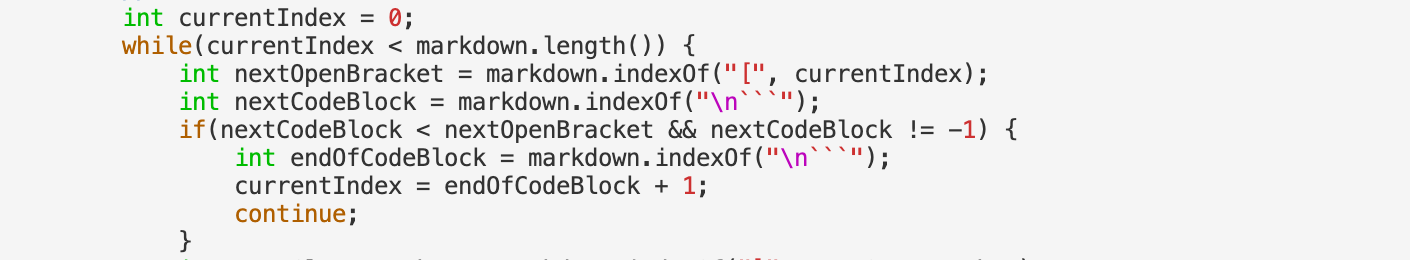 int currentIndex = 0;
while(currentIndex < markdown.length()) {
int nextOpenBracket = markdown.indexOf("[", currentIndex);
int nextCodeBlock = markdown.indexOf("\n```");
if(nextCodeBlock < nextOpenBracket && nextCodeBlock != -1) {
int endOfCodeBlock = markdown.indexOf("\n```");
currentIndex = endOfCodeBlock + 1;
continue;
}